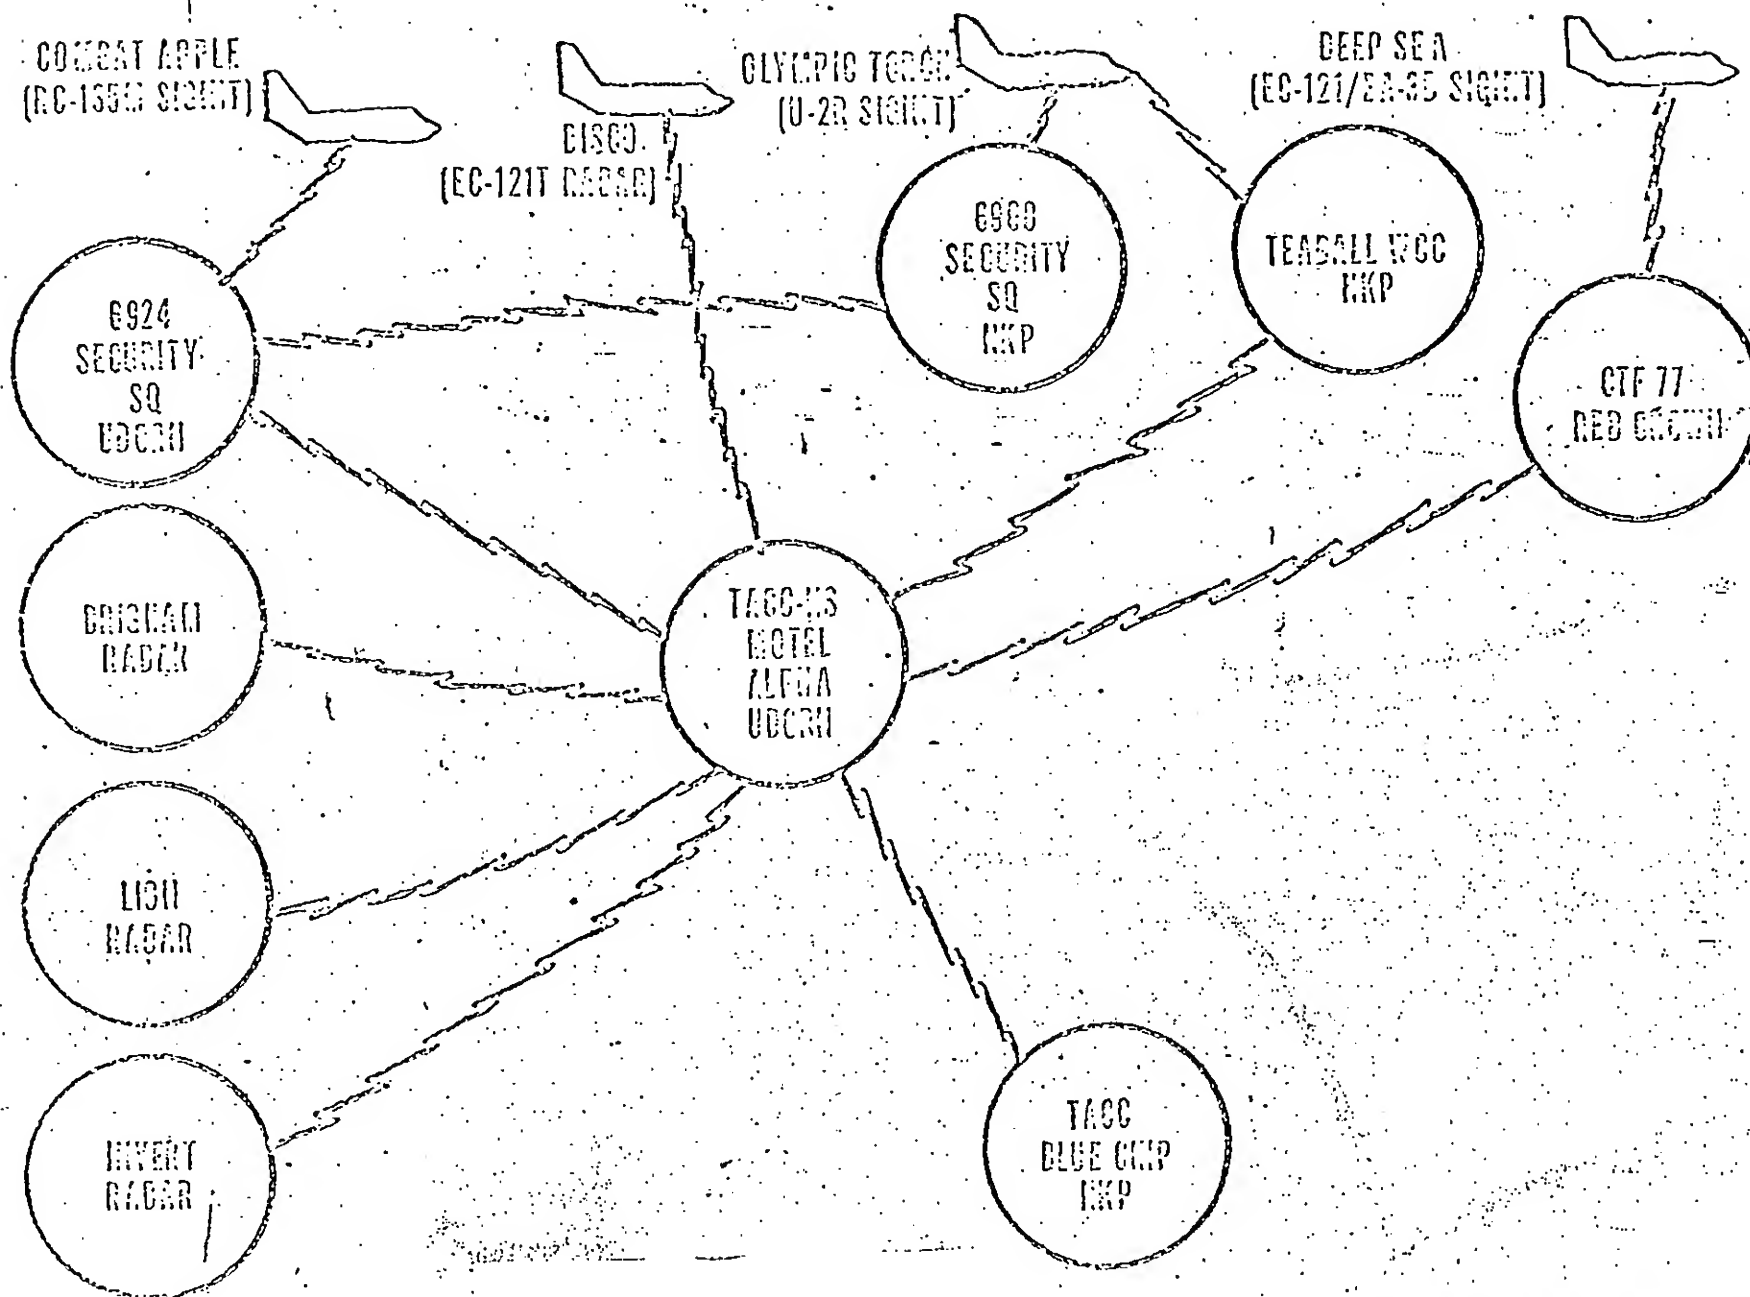 COMBAT APPLE
(RC-135M SIGINT)
DISCO
(EC-121T RADAR)
OLYMPIC TORCH
(U-2R SIGINT)
DEEP SEA
(EC-121/EA-3B SIGINT)
6924
SECURITY
SQ
UDORN
6908
SECURITY
SQ
NKP
TEABALL WCC
NKP
CTF 77
RED CROWN
BRIGHAM
RADAR
TACC-NS
MOTEL
ALPHA
UDORN
LION
RADAR
INVERT
RADAR
TACC
BLUE CHIP
NKP